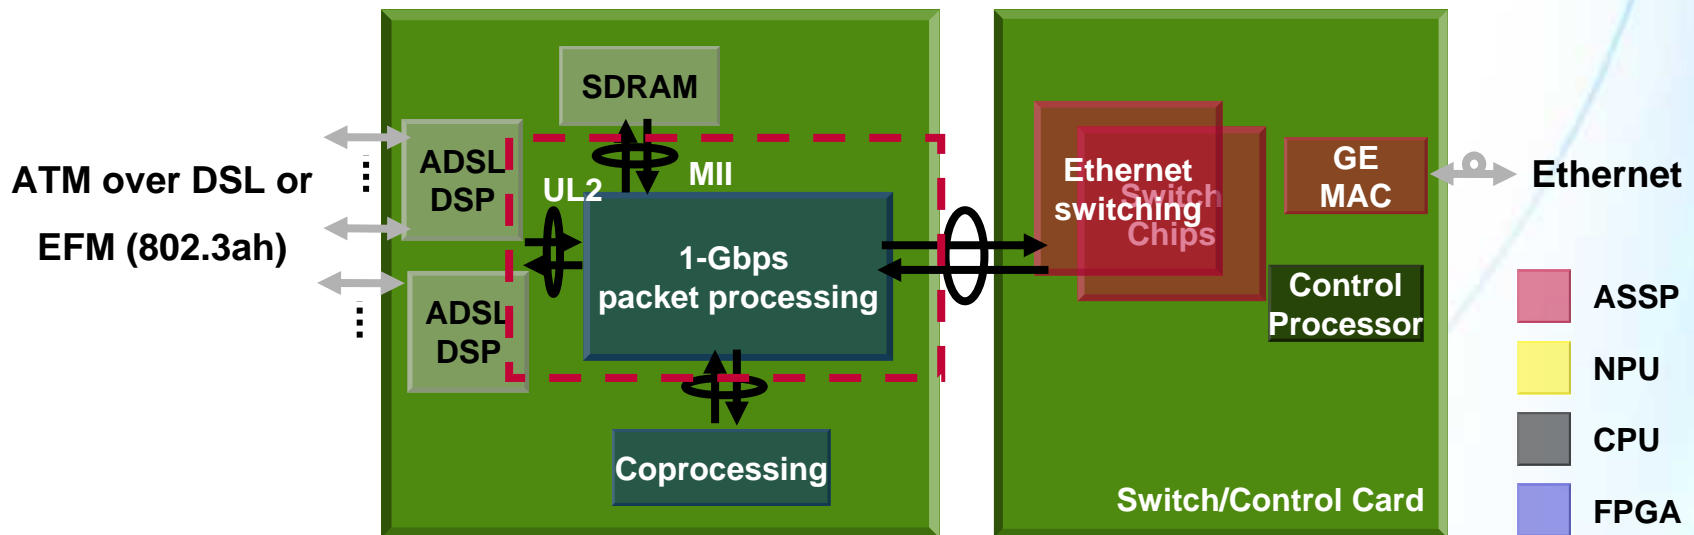 ATM over DSL or
EFM (802.3ah)
SDRAM
ADSL
DSP
ADSL
DSP
UL2
MII
1-Gbps
packet processing
Coprocessing
Ethernet
switching
Switch
Chips
GE
MAC
Control
Processor
Switch/Control Card
Ethernet
ASSP
NPU
CPU
FPGA